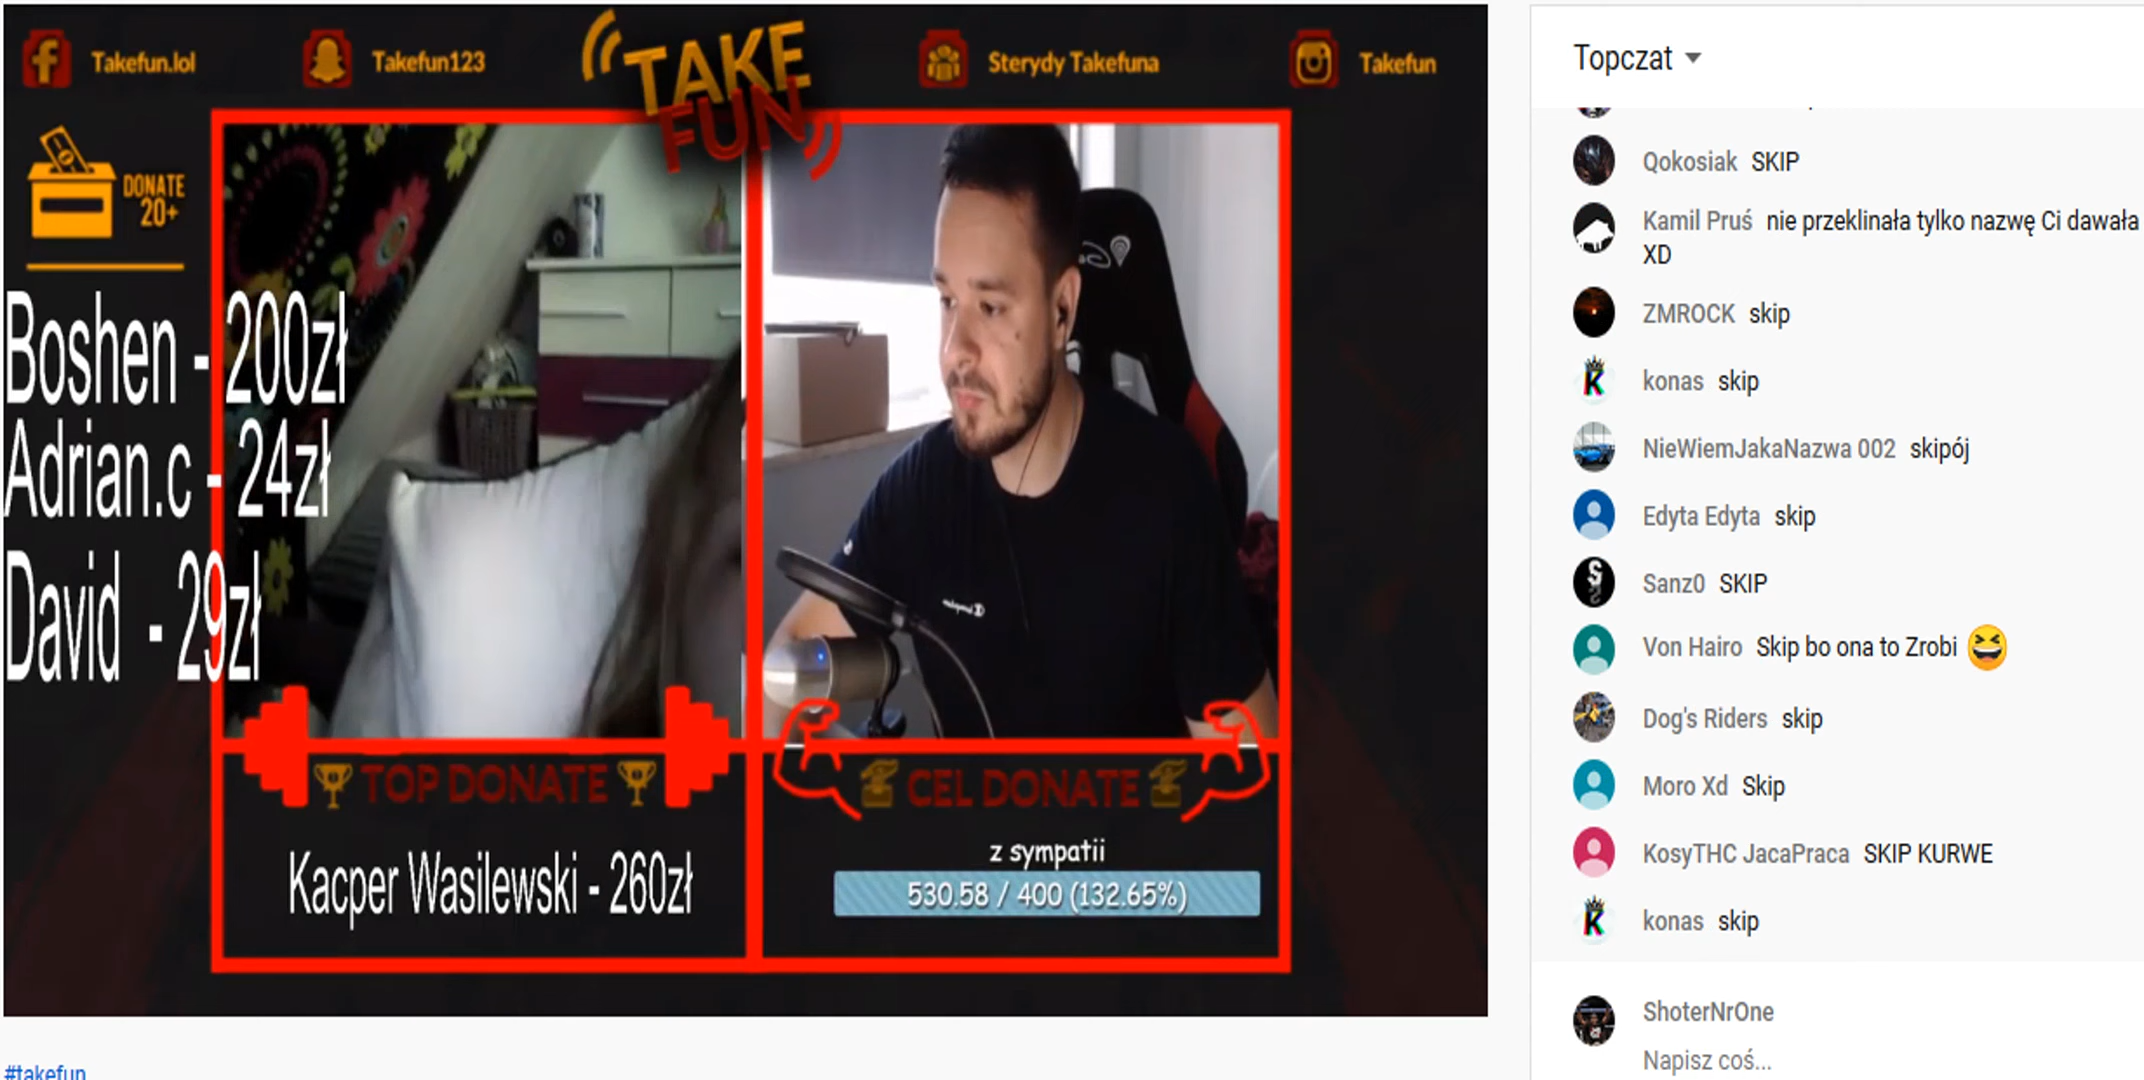 Takefun.lol
Takefun123
TAKE
FUN
Sterydy Takefuna
Takefun
DONATE
20+
Boshen - 200zł
Adrian.c - 24zł
David - 29zł
TOP DONATE
Kacper Wasilewski - 260zł
CEL DONATE
z sympatii
530.58 / 400 (132.65%)
#takefun
Topczat
Qokosiak SKIP
Kamil Pruś nie przeklinała tylko nazwę Ci dawała
XD
ZMROCK skip
konas skip
NieWiemJakaNazwa 002 skipój
Edyta Edyta skip
Sanz0 SKIP
Von Hairo Skip bo ona to Zrobi
Dog's Riders skip
Moro Xd Skip
KosyTHC JacaPraca SKIP KURWE
konas skip
ShoterNrOne
Napisz coś...